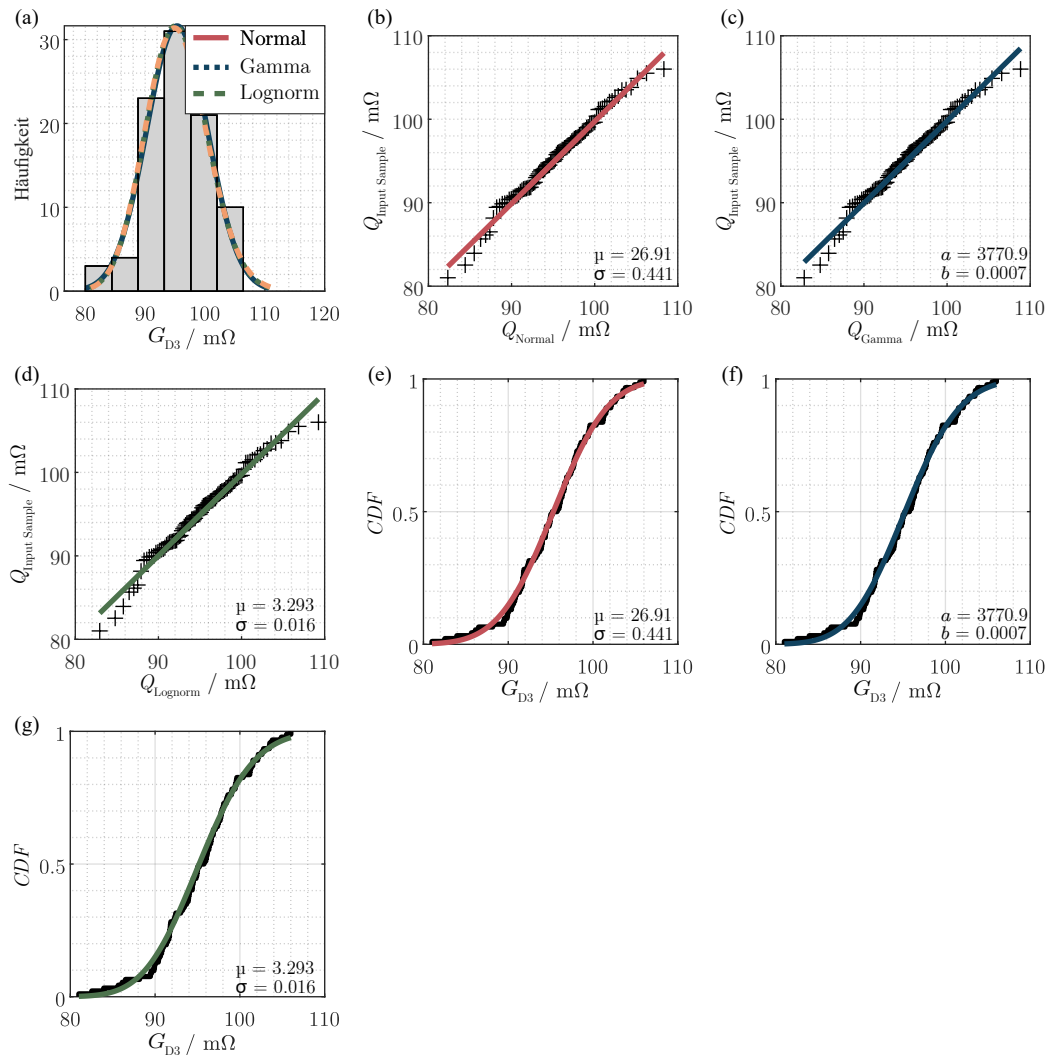 (a)
30
20
10
0
Häufigkeit
Normal
Gamma
Lognorm
80 90 100 110 120
G_D3 / mΩ
(b)
110
100
90
80
Q_Input Sample / mΩ
µ = 26.91
σ = 0.441
80 90 100 110
Q_Normal / mΩ
(c)
110
100
90
80
Q_Input Sample / mΩ
a = 3770.9
b = 0.0007
80 90 100 110
Q_Gamma / mΩ
(d)
110
100
90
80
Q_Input Sample / mΩ
µ = 3.293
σ = 0.016
80 90 100 110
Q_Lognorm / mΩ
(e)
1
0.5
0
CDF
µ = 26.91
σ = 0.441
80 90 100 110
G_D3 / mΩ
(f)
1
0.5
0
CDF
a = 3770.9
b = 0.0007
80 90 100 110
G_D3 / mΩ
(g)
1
0.5
0
CDF
µ = 3.293
σ = 0.016
80 90 100 110
G_D3 / mΩ